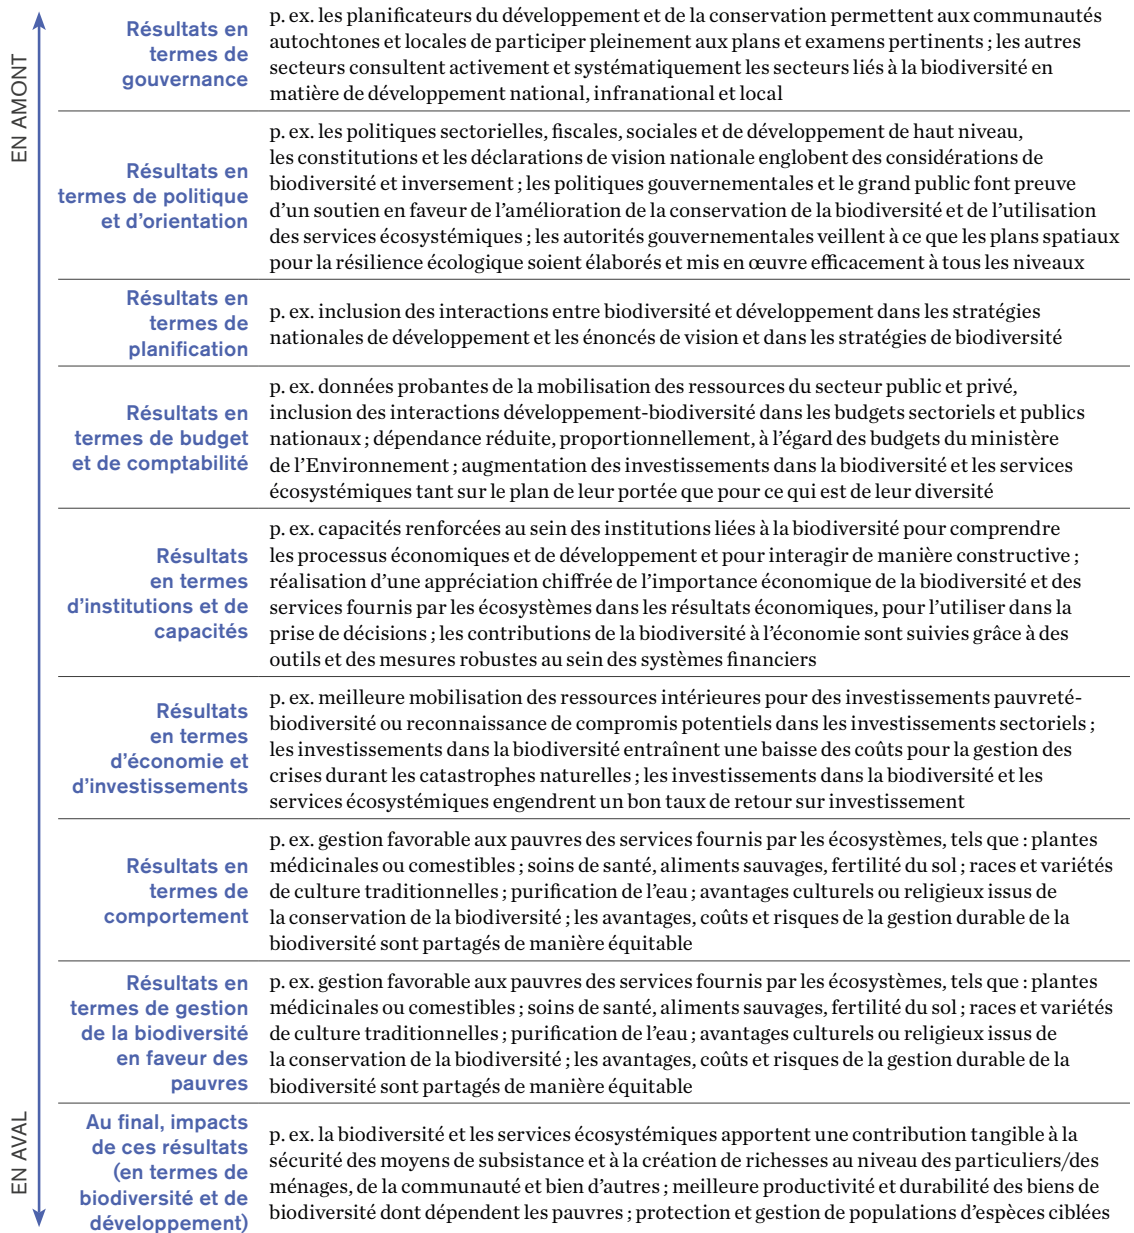 EN AMONT
Résultats en
termes de
gouvernance
p. ex. les planificateurs du développement et de la conservation permettent aux communautés
autochtones et locales de participer pleinement aux plans et examens pertinents ; les autres
secteurs consultent activement et systématiquement les secteurs liés à la biodiversité en
matière de développement national, infranational et local
Résultats en
termes de politique
et d’orientation
p. ex. les politiques sectorielles, fiscales, sociales et de développement de haut niveau,
les constitutions et les déclarations de vision nationale englobent des considérations de
biodiversité et inversement ; les politiques gouvernementales et le grand public font preuve
d’un soutien en faveur de l’amélioration de la conservation de la biodiversité et de l’utilisation
des services écosystémiques ; les autorités gouvernementales veillent à ce que les plans spatiaux
pour la résilience écologique soient élaborés et mis en œuvre efficacement à tous les niveaux
Résultats en
termes de
planification
p. ex. inclusion des interactions entre biodiversité et développement dans les stratégies
nationales de développement et les énoncés de vision et dans les stratégies de biodiversité
Résultats en
termes de budget
et de comptabilité
p. ex. données probantes de la mobilisation des ressources du secteur public et privé,
inclusion des interactions développement-biodiversité dans les budgets sectoriels et publics
nationaux ; dépendance réduite, proportionnellement, à l’égard des budgets du ministère
de l’Environnement ; augmentation des investissements dans la biodiversité et les services
écosystémiques tant sur le plan de leur portée que pour ce qui est de leur diversité
Résultats
en termes
d’institutions et de
capacités
p. ex. capacités renforcées au sein des institutions liées à la biodiversité pour comprendre
les processus économiques et de développement et pour interagir de manière constructive ;
réalisation d’une appréciation chiffrée de l’importance économique de la biodiversité et des
services fournis par les écosystèmes dans les résultats économiques, pour l’utiliser dans la
prise de décisions ; les contributions de la biodiversité à l’économie sont suivies grâce à des
outils et des mesures robustes au sein des systèmes financiers
Résultats
en termes
d’économie et
d’investissements
p. ex. meilleure mobilisation des ressources intérieures pour des investissements pauvreté-
biodiversité ou reconnaissance de compromis potentiels dans les investissements sectoriels ;
les investissements dans la biodiversité entraînent une baisse des coûts pour la gestion des
crises durant les catastrophes naturelles ; les investissements dans la biodiversité et les
services écosystémiques engendrent un bon taux de retour sur investissement
Résultats en
termes de
comportement
p. ex. gestion favorable aux pauvres des services fournis par les écosystèmes, tels que : plantes
médicinales ou comestibles ; soins de santé, aliments sauvages, fertilité du sol ; races et variétés
de culture traditionnelles ; purification de l’eau ; avantages culturels ou religieux issus de
la conservation de la biodiversité ; les avantages, coûts et risques de la gestion durable de la
biodiversité sont partagés de manière équitable
Résultats en
termes de gestion
de la biodiversité
en faveur des
pauvres
p. ex. gestion favorable aux pauvres des services fournis par les écosystèmes, tels que : plantes
médicinales ou comestibles ; soins de santé, aliments sauvages, fertilité du sol ; races et variétés
de culture traditionnelles ; purification de l’eau ; avantages culturels ou religieux issus de
la conservation de la biodiversité ; les avantages, coûts et risques de la gestion durable de la
biodiversité sont partagés de manière équitable
EN AVAL
Au final, impacts
de ces résultats
(en termes de
biodiversité et de
développement)
p. ex. la biodiversité et les services écosystémiques apportent une contribution tangible à la
sécurité des moyens de subsistance et à la création de richesses au niveau des particuliers/des
ménages, de la communauté et bien d’autres ; meilleure productivité et durabilité des biens de
biodiversité dont dépendent les pauvres ; protection et gestion de populations d’espèces ciblées